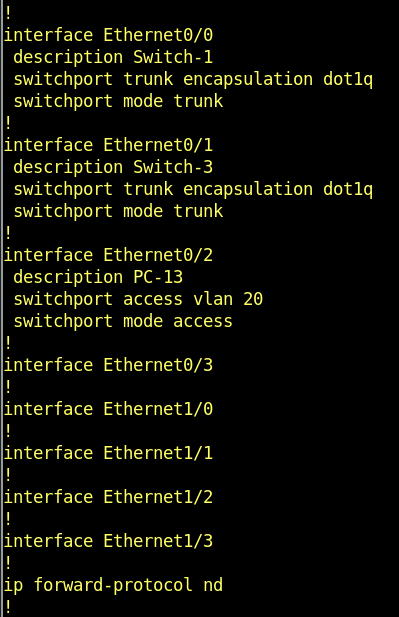 !
interface Ethernet0/0
 description Switch-1
 switchport trunk encapsulation dot1q
 switchport mode trunk
!
interface Ethernet0/1
 description Switch-3
 switchport trunk encapsulation dot1q
 switchport mode trunk
!
interface Ethernet0/2
 description PC-13
 switchport access vlan 20
 switchport mode access
!
interface Ethernet0/3
!
interface Ethernet1/0
!
interface Ethernet1/1
!
interface Ethernet1/2
!
interface Ethernet1/3
!
ip forward-protocol nd
!